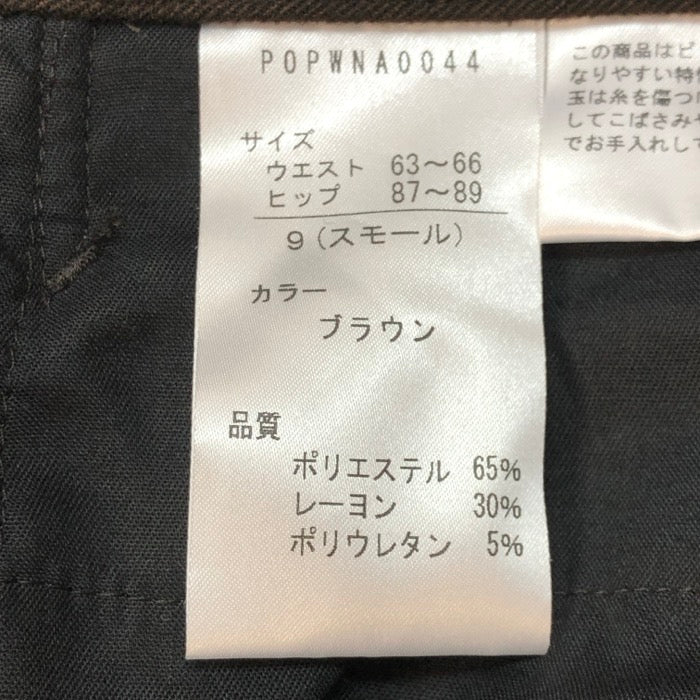 POPWNA0044
サイズ
ウエスト 63～66
ヒップ 87～89
9 (スモール)
カラー
ブラウン
品質
ポリエステル 65%
レーヨン 30%
ポリウレタン 5%
この商品はピ
なりやすい特
玉は糸を傷つけ
してこばさみや
でお手入れして